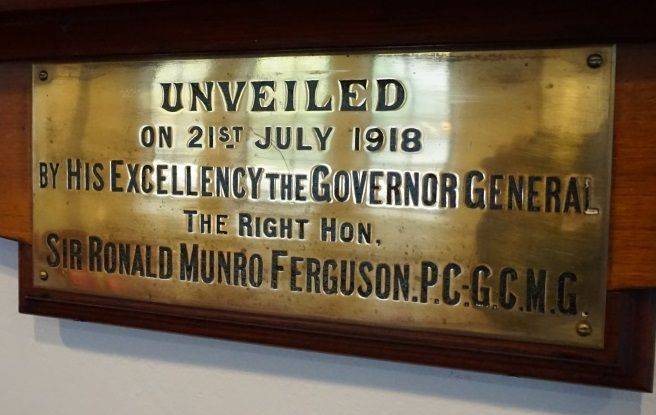 UNVEILED
ON 21ST JULY 1918
BY HIS EXCELLENCY THE GOVERNOR GENERAL
THE RIGHT HON.
SIR RONALD MUNRO FERGUSON.P.C:G.C.M.G.